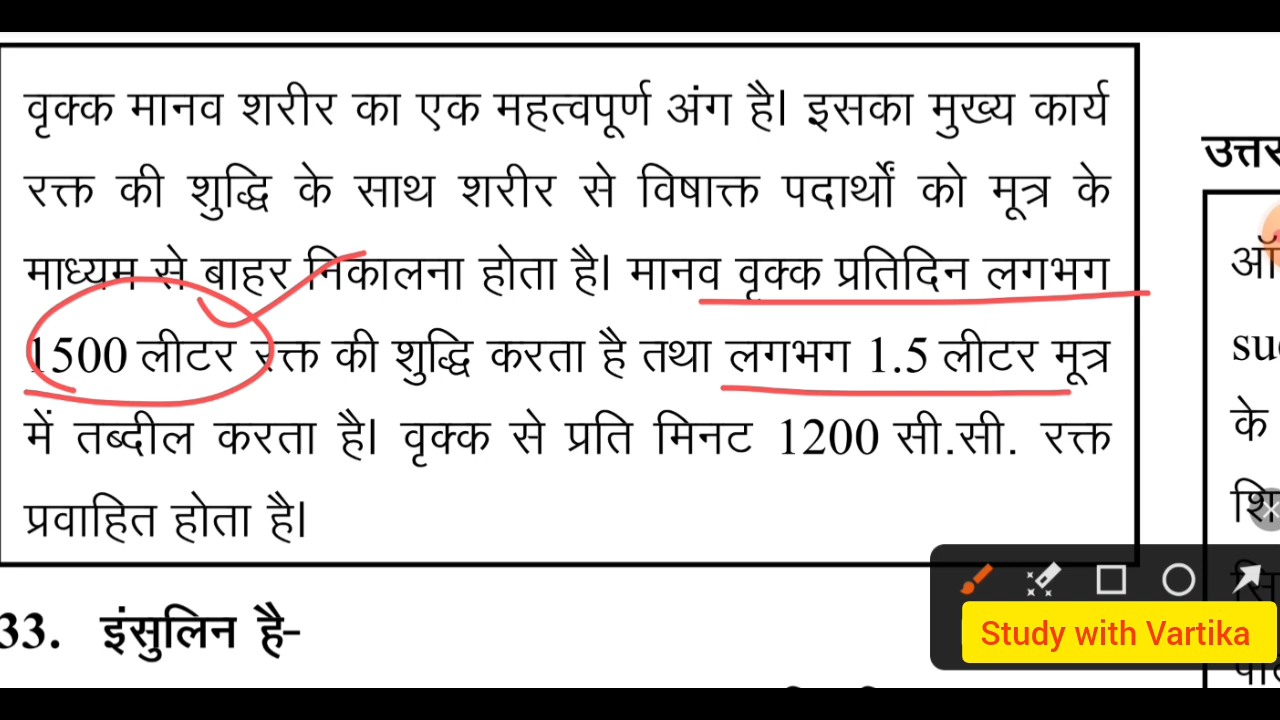 वृक्क मानव शरीर का एक महत्वपूर्ण अंग है। इसका मुख्य कार्य
रक्त की शुद्धि के साथ शरीर से विषाक्त पदार्थों को मूत्र के
माध्यम से बाहर निकालना होता है। मानव वृक्क प्रतिदिन लगभग
1500 लीटर रक्त की शुद्धि करता है तथा लगभग 1.5 लीटर मूत्र
में तब्दील करता है। वृक्क से प्रति मिनट 1200 सी.सी. रक्त
प्रवाहित होता है।
33. इंसुलिन है-
के
Study with Vartika